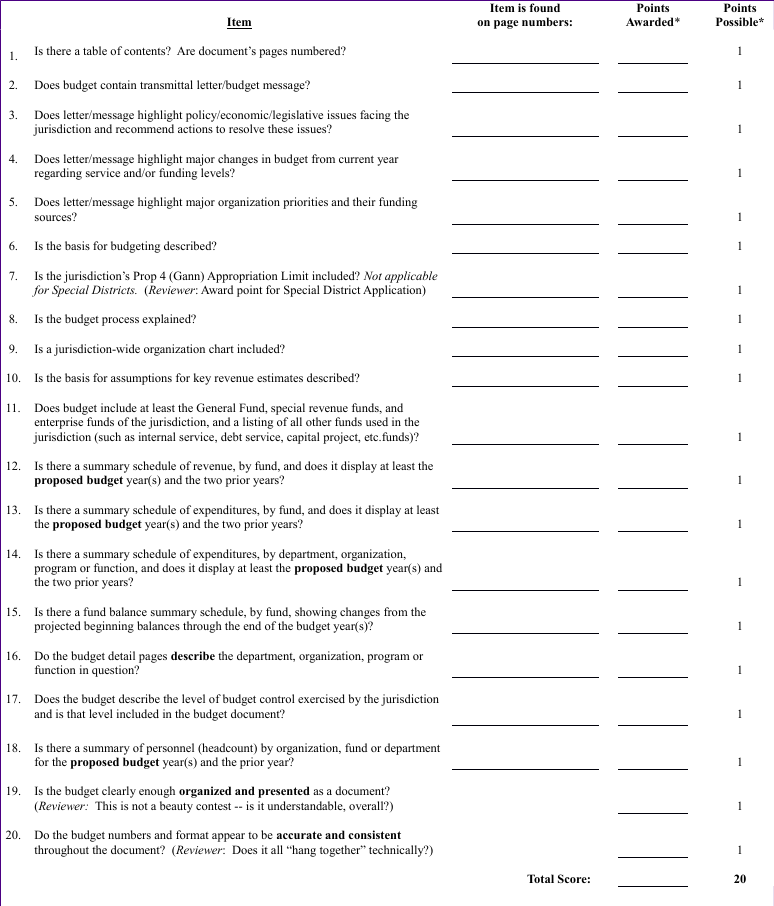 Item Item is found on page numbers: Points Awarded* Points Possible*
1. Is there a table of contents?  Are document’s pages numbered? 1
2. Does budget contain transmittal letter/budget message? 1
3. Does letter/message highlight policy/economic/legislative issues facing the
jurisdiction and recommend actions to resolve these issues? 1
4. Does letter/message highlight major changes in budget from current year
regarding service and/or funding levels? 1
5. Does letter/message highlight major organization priorities and their funding
sources? 1
6. Is the basis for budgeting described? 1
7. Is the jurisdiction’s Prop 4 (Gann) Appropriation Limit included? Not applicable
for Special Districts.  (Reviewer: Award point for Special District Application) 1
8. Is the budget process explained? 1
9. Is a jurisdiction-wide organization chart included? 1
10. Is the basis for assumptions for key revenue estimates described? 1
11. Does budget include at least the General Fund, special revenue funds, and
enterprise funds of the jurisdiction, and a listing of all other funds used in the
jurisdiction (such as internal service, debt service, capital project, etc.funds)? 1
12. Is there a summary schedule of revenue, by fund, and does it display at least the
proposed budget year(s) and the two prior years? 1
13. Is there a summary schedule of expenditures, by fund, and does it display at least
the proposed budget year(s) and the two prior years? 1
14. Is there a summary schedule of expenditures, by department, organization,
program or function, and does it display at least the proposed budget year(s) and
the two prior years? 1
15. Is there a fund balance summary schedule, by fund, showing changes from the
projected beginning balances through the end of the budget year(s)? 1
16. Do the budget detail pages describe the department, organization, program or
function in question? 1
17. Does the budget describe the level of budget control exercised by the jurisdiction
and is that level included in the budget document? 1
18. Is there a summary of personnel (headcount) by organization, fund or department
for the proposed budget year(s) and the prior year? 1
19. Is the budget clearly enough organized and presented as a document?
(Reviewer:  This is not a beauty contest -- is it understandable, overall?) 1
20. Do the budget numbers and format appear to be accurate and consistent
throughout the document?  (Reviewer:  Does it all “hang together” technically?) 1
Total Score: 20